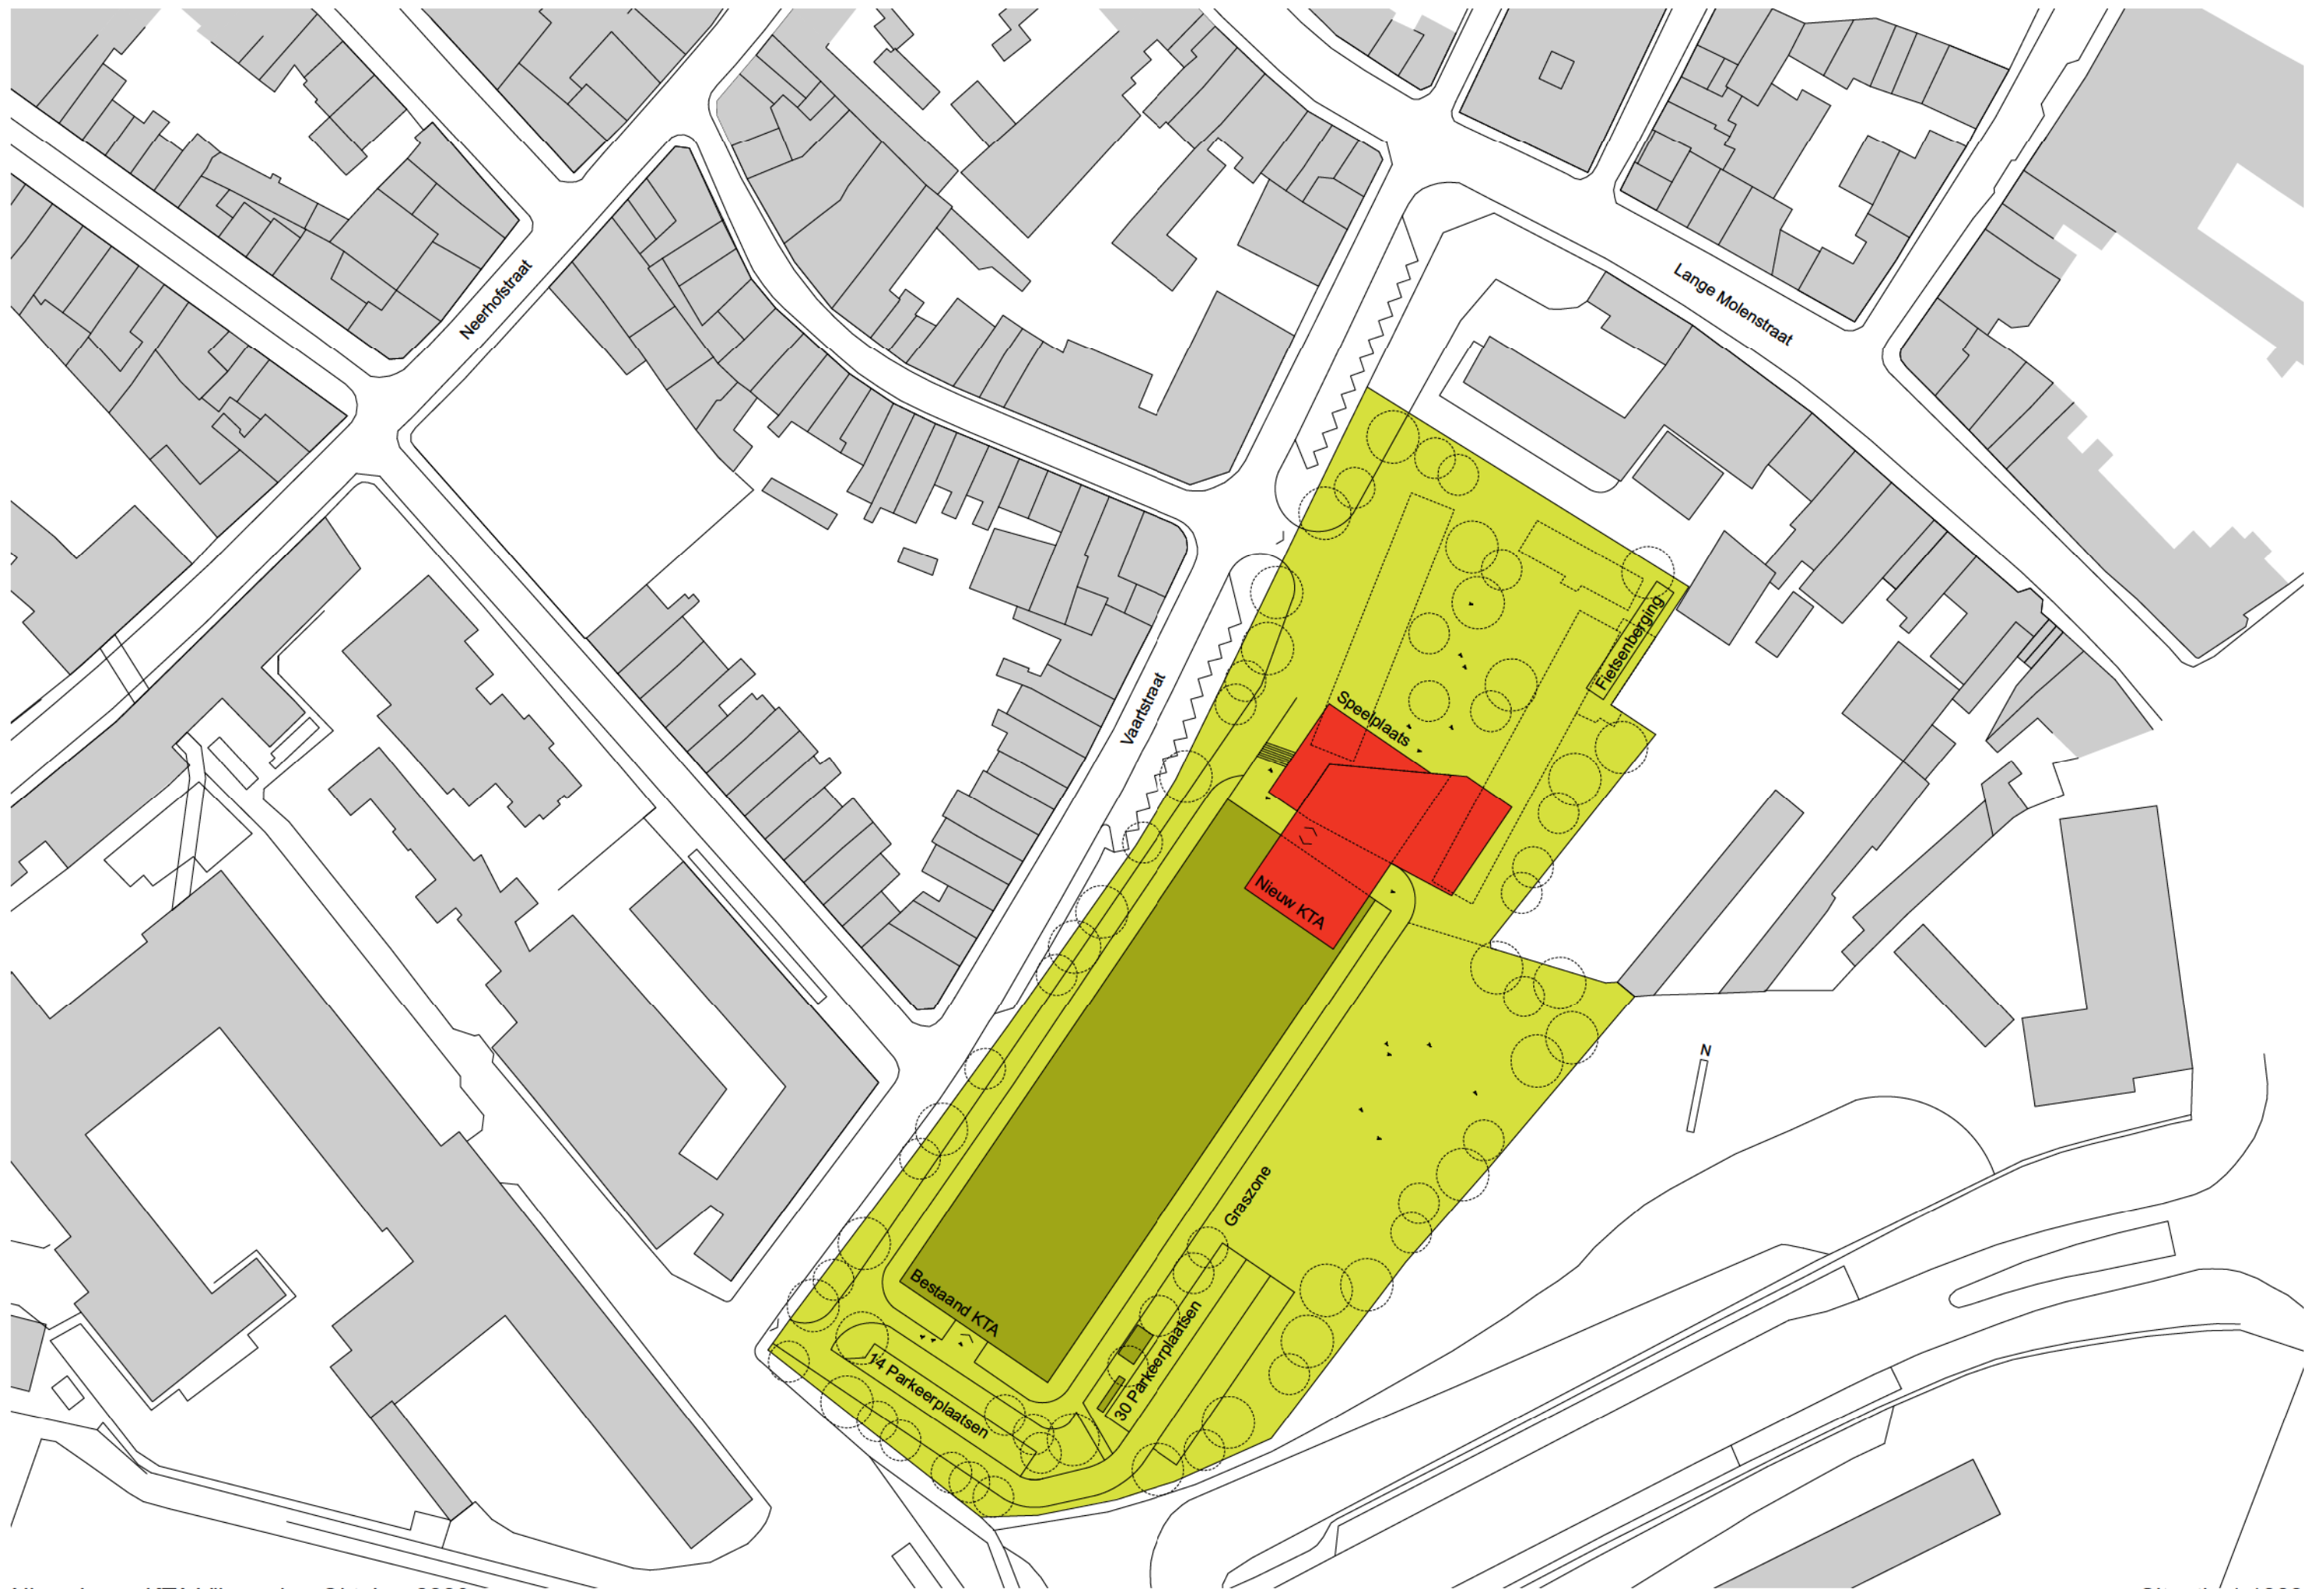 Neerhofstraat
Lange Molenstraat
Vaartstraat
Fietsenberging
Speelplaats
Nieuw KTA
N
Graszone
Bestaand KTA
30 Parkeerplaatsen
14 Parkeerplaatsen